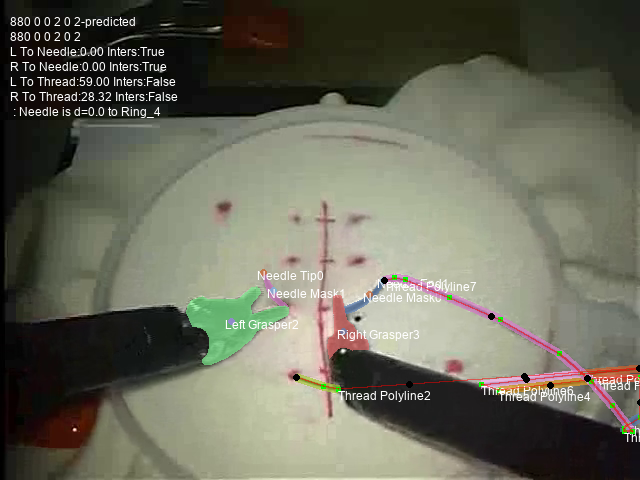 880 0 0 2 0 2-predicted
880 0 0 2 0 2
L To Needle:0.00 Inters:True
R To Needle:0.00 Inters:True
L To Thread:59.00 Inters:False
R To Thread:28.32 Inters:False
: Needle is d=0.0 to Ring_4
Needle Tip0
Thread Polyline7
Needle Mask1
Needle Mask0
Left Grasper2
Right Grasper3
Thread Polyline2
Thread Polyline4